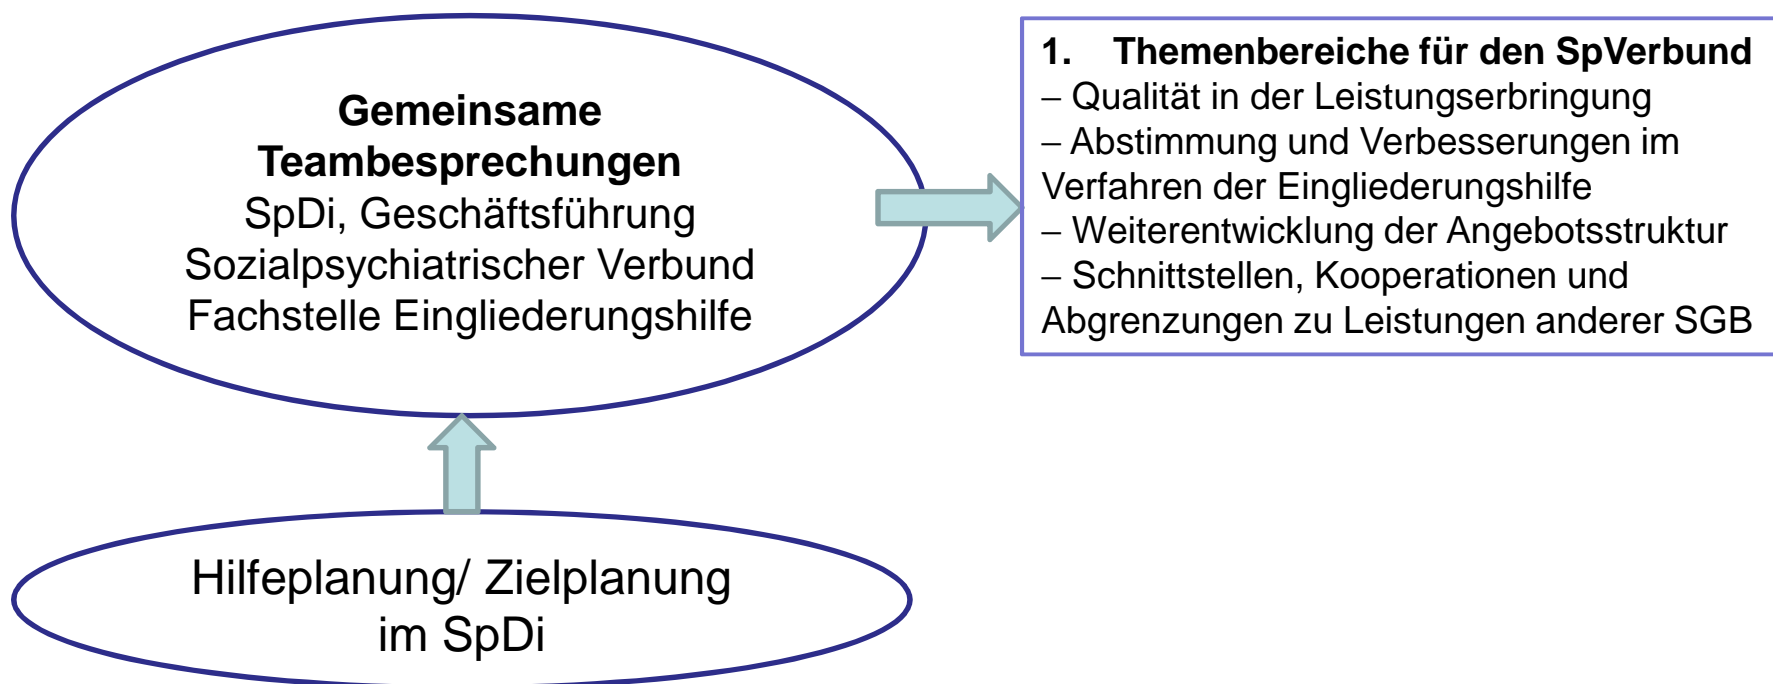 Gemeinsame
Teambesprechungen
SpDi, Geschäftsführung
Sozialpsychiatrischer Verbund
Fachstelle Eingliederungshilfe
1. Themenbereiche für den SpVerbund
– Qualität in der Leistungserbringung
– Abstimmung und Verbesserungen im
Verfahren der Eingliederungshilfe
– Weiterentwicklung der Angebotsstruktur
– Schnittstellen, Kooperationen und
Abgrenzungen zu Leistungen anderer SGB
Hilfeplanung/ Zielplanung
im SpDi